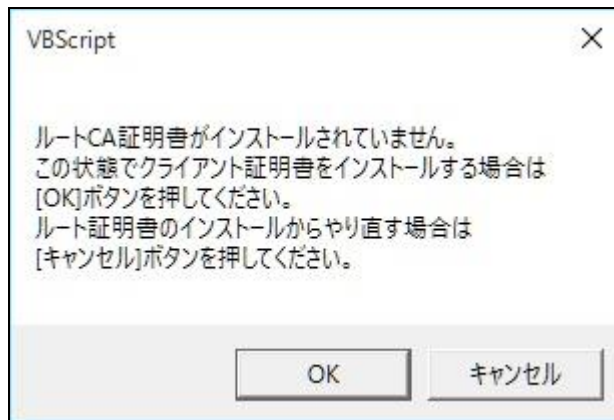 VBScript
ルートCA証明書がインストールされていません。
この状態でクライアント証明書をインストールする場合は
[OK]ボタンを押してください。
ルート証明書のインストールからやり直す場合は
[キャンセル]ボタンを押してください。
OK
キャンセル